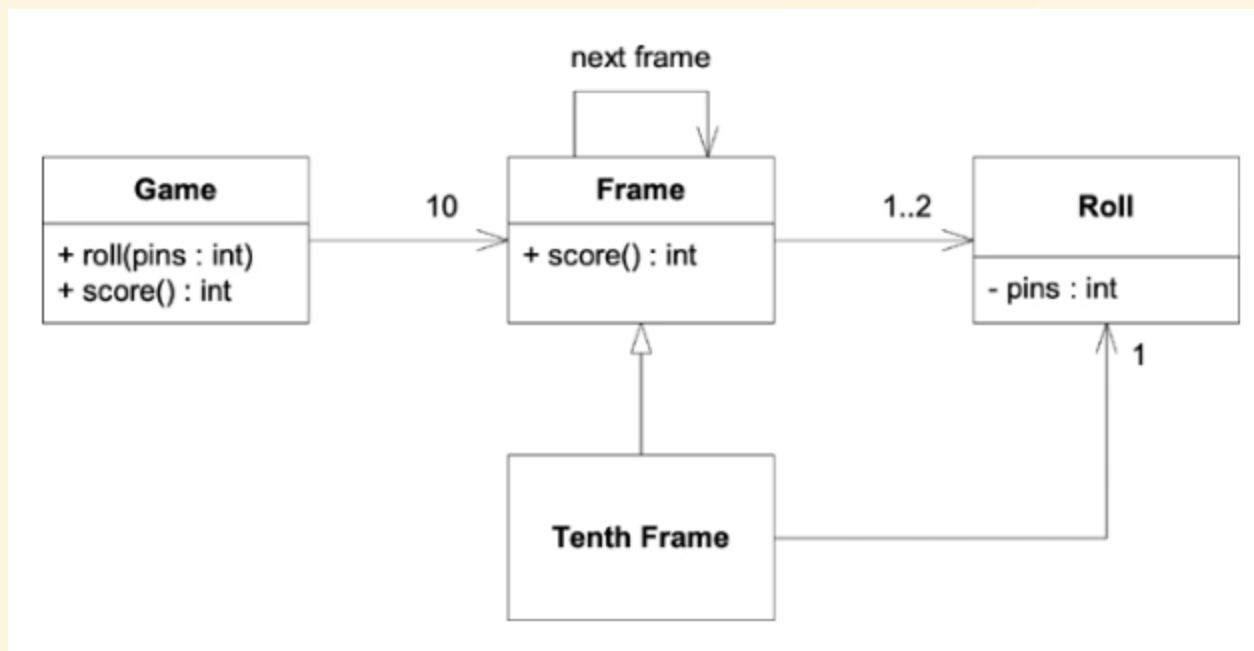 next frame
Game
+ roll(pins : int)
+ score() : int
10
Frame
+ score() : int
1..2
Roll
- pins : int
1
Tenth Frame